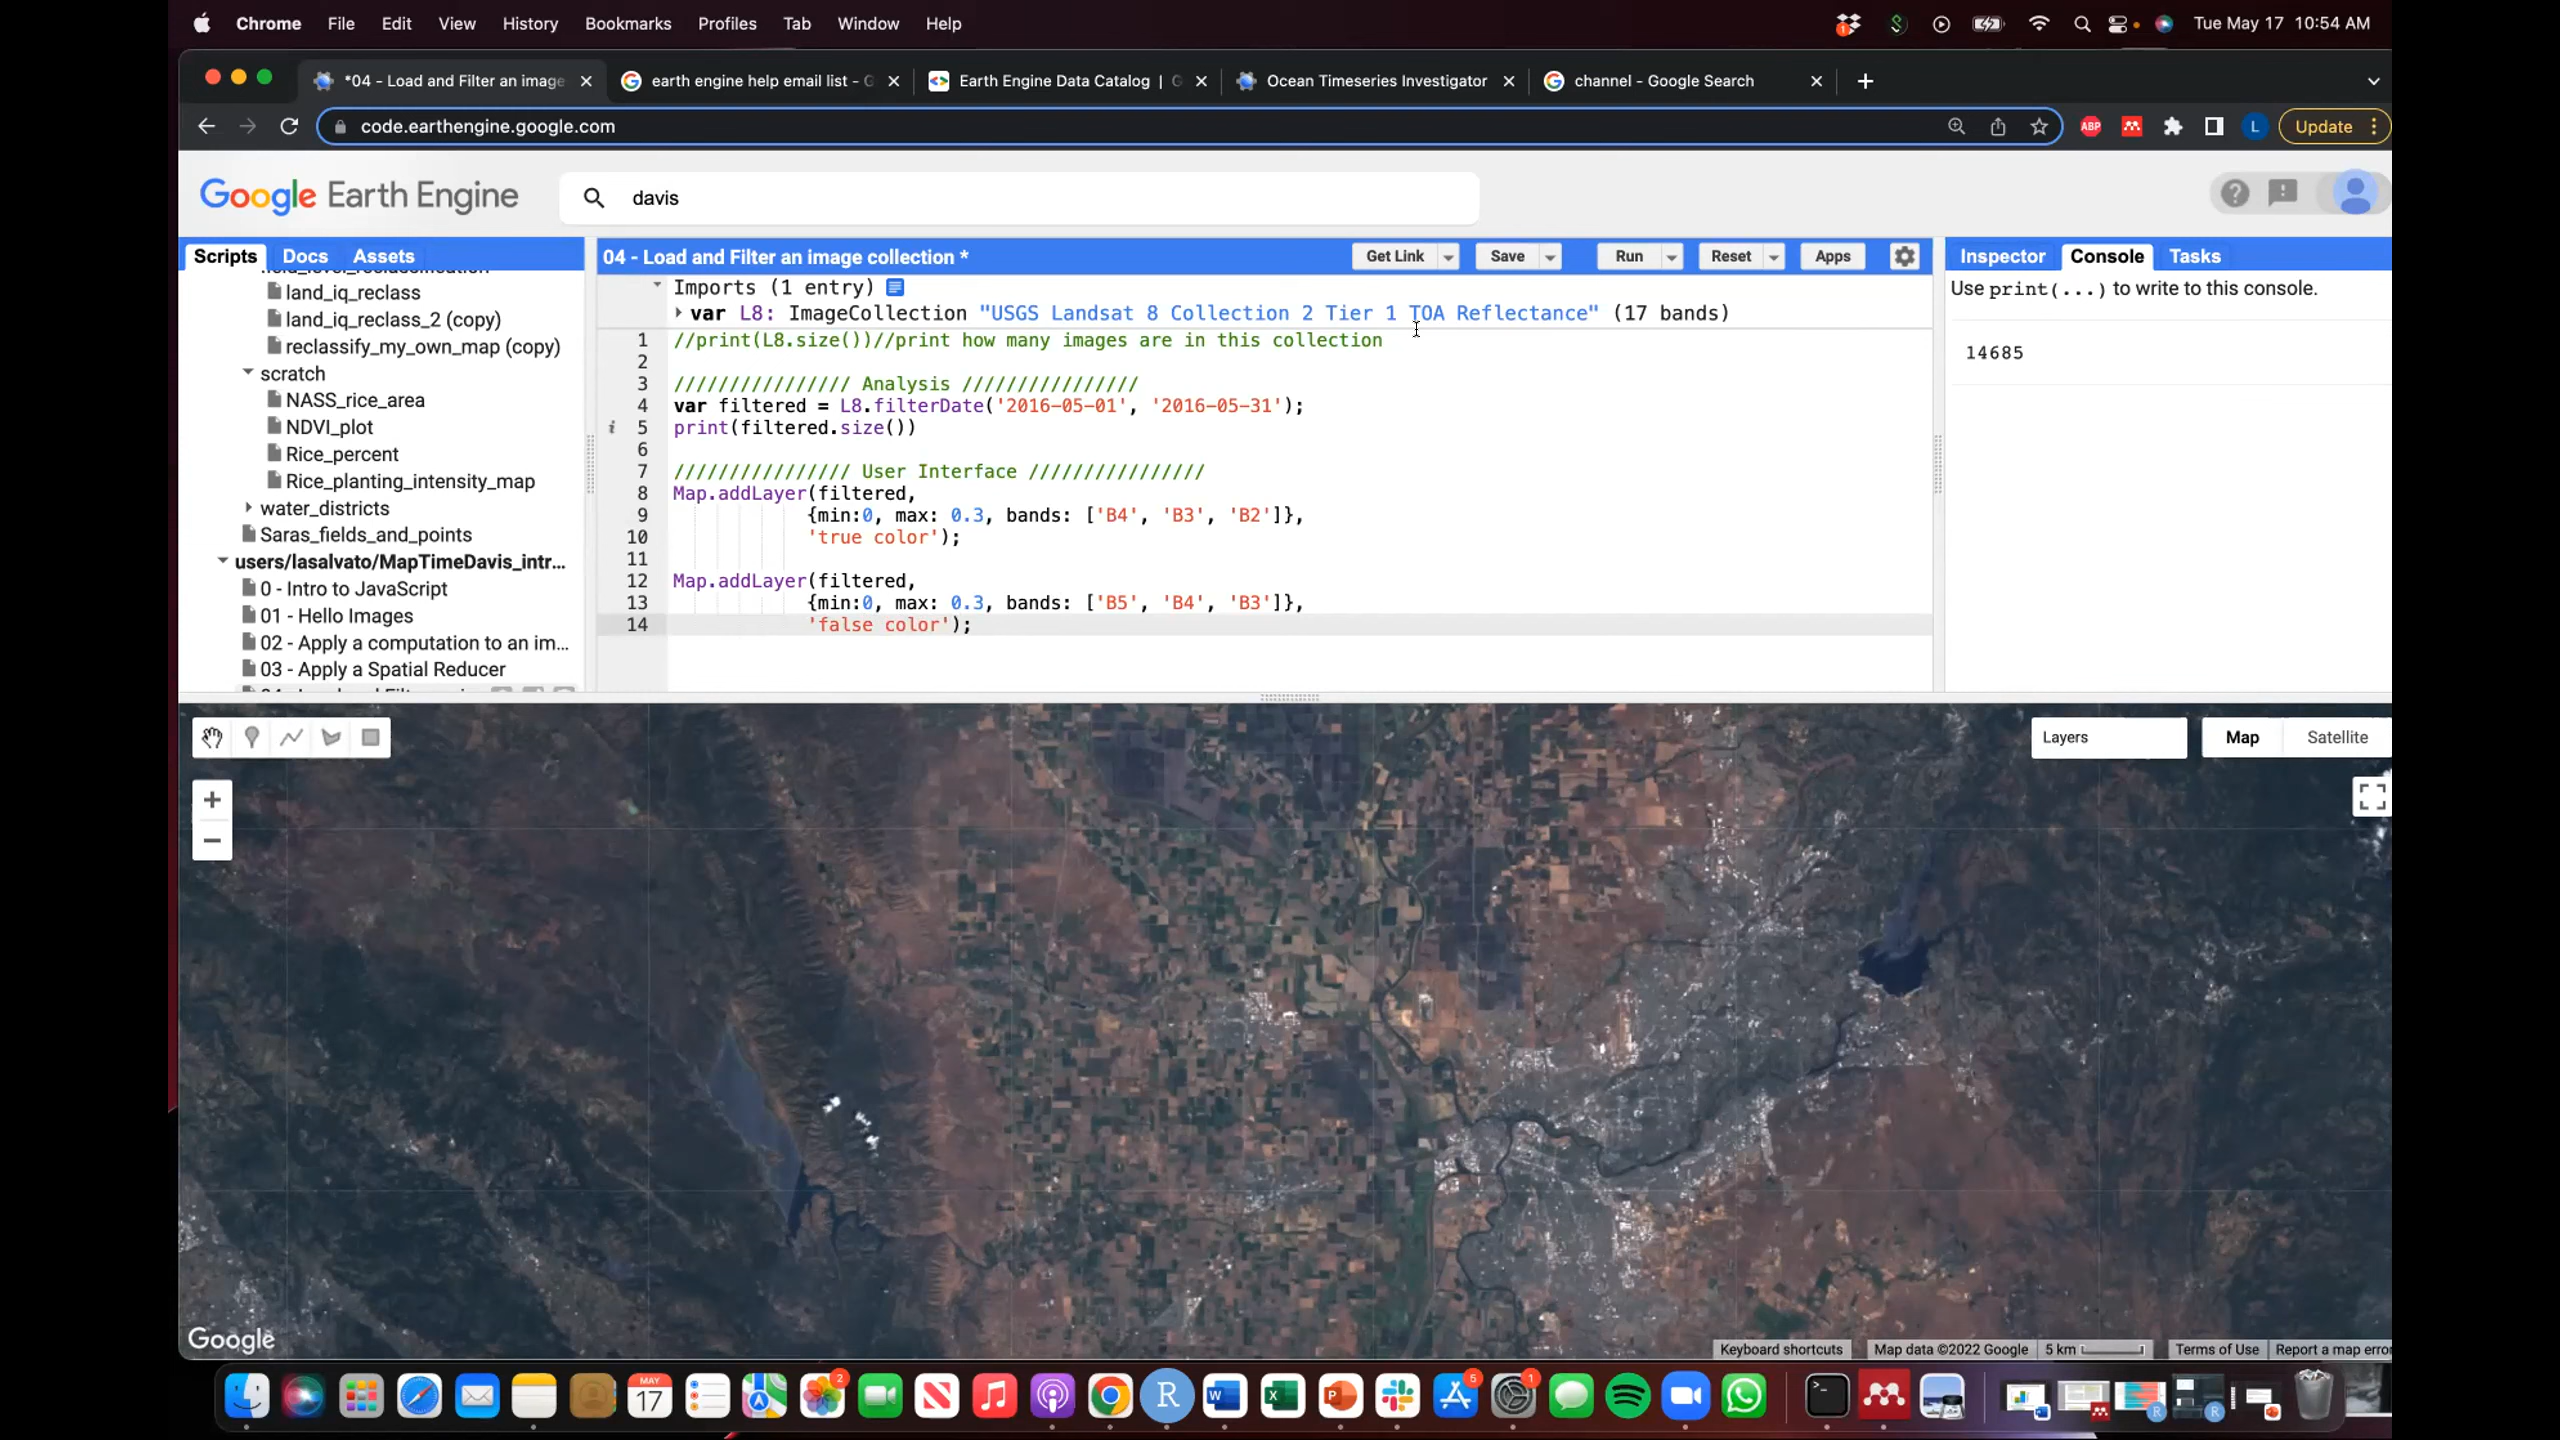 Chrome File Edit View History Bookmarks Profiles Tab Window Help Tue May 17 10:54 AM
*04 - Load and Filter an image
earth engine help email list - G
Earth Engine Data Catalog | G
Ocean Timeseries Investigator
channel - Google Search
code.earthengine.google.com
ABP
L
Update
Google Earth Engine
davis
Scripts Docs Assets
04 - Load and Filter an image collection *
Get Link Save Run Reset Apps
Inspector Console Tasks
land_iq_reclass
land_iq_reclass_2 (copy)
reclassify_my_own_map (copy)
scratch
NASS_rice_area
NDVI_plot
Rice_percent
Rice_planting_intensity_map
water_districts
Saras_fields_and_points
users/lasalvato/MapTimeDavis_intr...
0 - Intro to JavaScript
01 - Hello Images
02 - Apply a computation to an im...
03 - Apply a Spatial Reducer
Imports (1 entry)
var L8: ImageCollection "USGS Landsat 8 Collection 2 Tier 1 TOA Reflectance" (17 bands)
1 //print(L8.size())//print how many images are in this collection
2
3 //////////////// Analysis ////////////////
i 4 var filtered = L8.filterDate('2016-05-01', '2016-05-31');
5 print(filtered.size())
6
7 //////////////// User Interface ////////////////
8 Map.addLayer(filtered,
9 {min:0, max: 0.3, bands: ['B4', 'B3', 'B2']},
10 'true color');
11
12 Map.addLayer(filtered,
13 {min:0, max: 0.3, bands: ['B5', 'B4', 'B3']},
14 'false color');
Use print(...) to write to this console.
14685
Layers
Map Satellite
+
−
Google
Keyboard shortcuts Map data ©2022 Google 5 km Terms of Use Report a map error
MAY
17
2
N
R
W
X
P
5
1